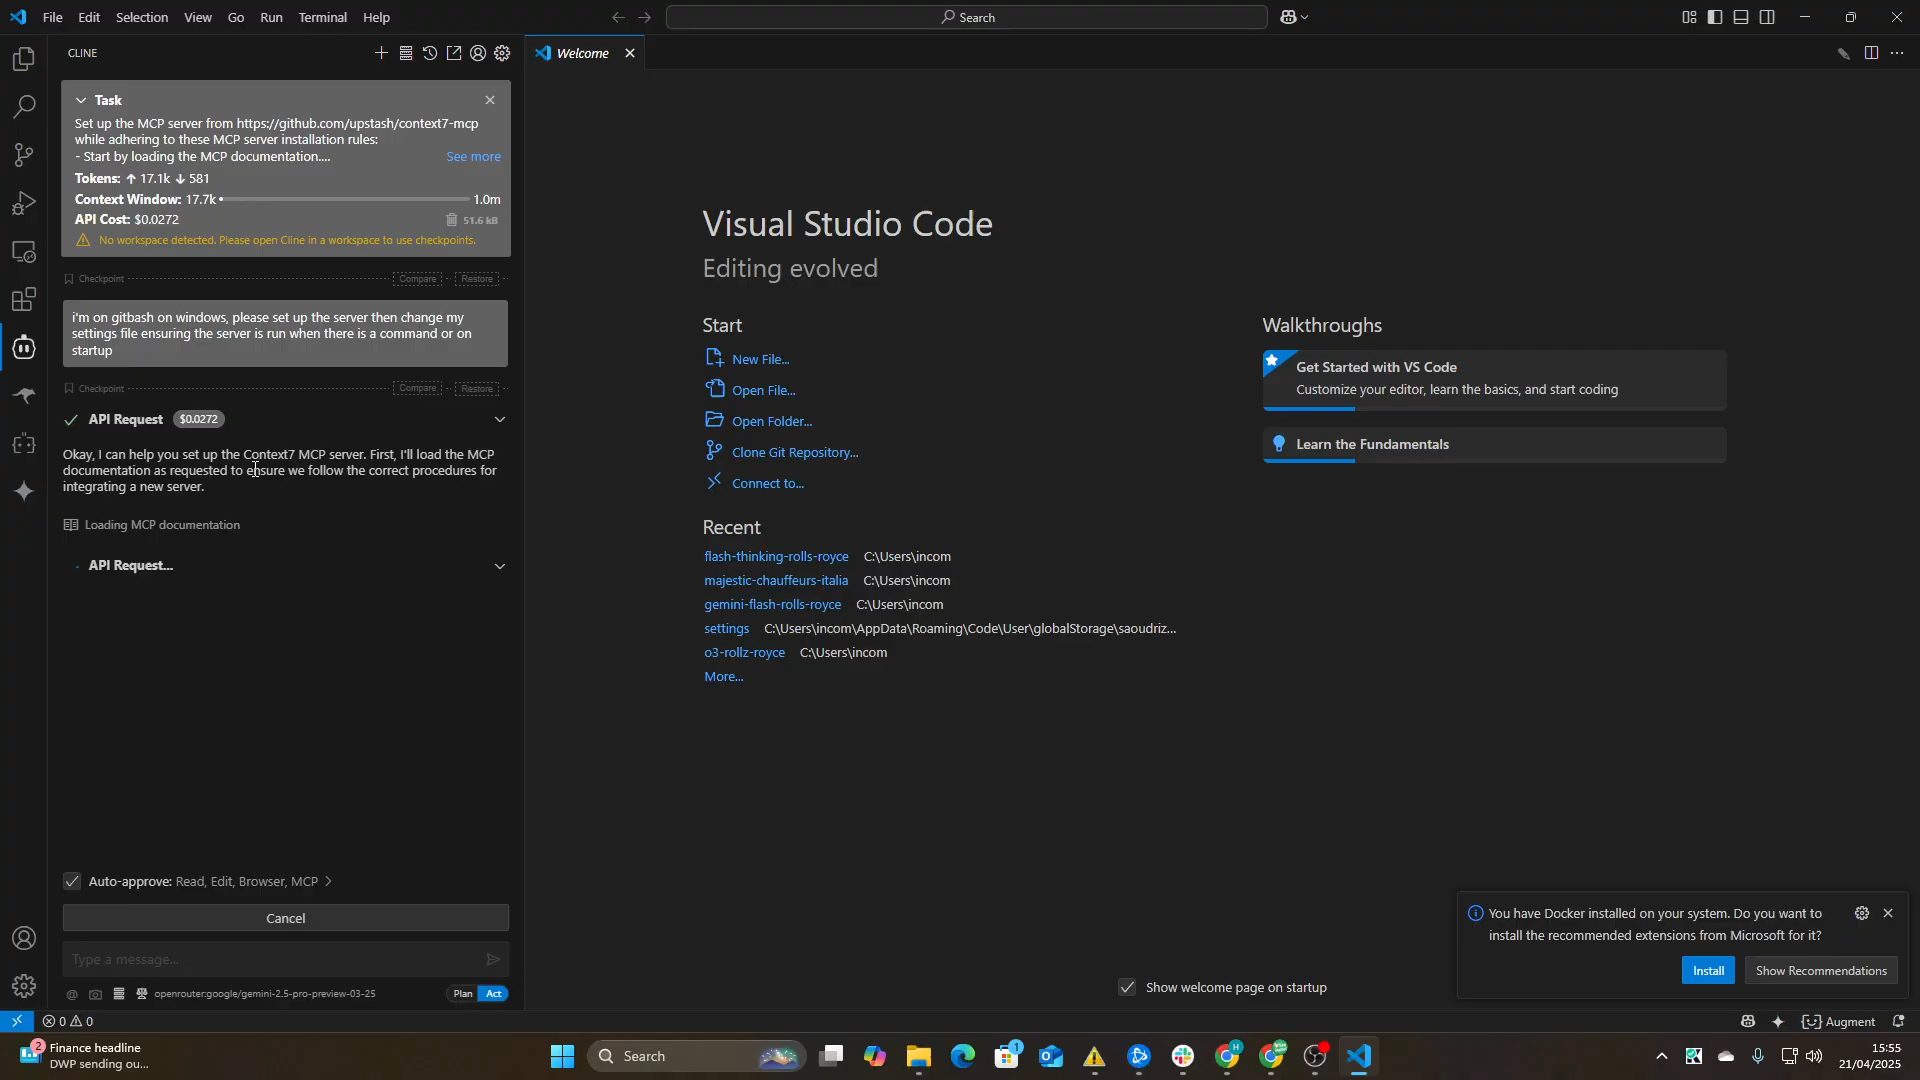 File Edit Selection View Go Run Terminal Help
Search
CLINE
Welcome
Task
Set up the MCP server from https://github.com/upstash/context7-mcp
while adhering to these MCP server installation rules:
- Start by loading the MCP documentation....
See more
Tokens: ↑ 17.1k ↓ 581
Context Window: 17.7k 1.0m
API Cost: $0.0272
51.6 kB
No workspace detected. Please open Cline in a workspace to use checkpoints.
Checkpoint Compare Restore
i'm on gitbash on windows, please set up the server then change my
settings file ensuring the server is run when there is a command or on
startup
Checkpoint Compare Restore
API Request $0.0272
Okay, I can help you set up the Context7 MCP server. First, I'll load the MCP
documentation as requested to ensure we follow the correct procedures for
integrating a new server.
Loading MCP documentation
API Request...
Auto-approve: Read, Edit, Browser, MCP
Cancel
Type a message...
@ openrouter:google/gemini-2.5-pro-preview-03-25
Plan Act
Visual Studio Code
Editing evolved
Start
New File...
Open File...
Open Folder...
Clone Git Repository...
Connect to...
Recent
flash-thinking-rolls-royce C:\Users\incom
majestic-chauffeurs-italia C:\Users\incom
gemini-flash-rolls-royce C:\Users\incom
settings C:\Users\incom\AppData\Roaming\Code\User\globalStorage\saoudriz...
o3-rollz-royce C:\Users\incom
More...
Walkthroughs
Get Started with VS Code
Customize your editor, learn the basics, and start coding
Learn the Fundamentals
Show welcome page on startup
You have Docker installed on your system. Do you want to
install the recommended extensions from Microsoft for it?
Install
Show Recommendations
0 0
Augment
2
Finance headline
DWP sending ou...
Search
1
H
15:55
21/04/2025